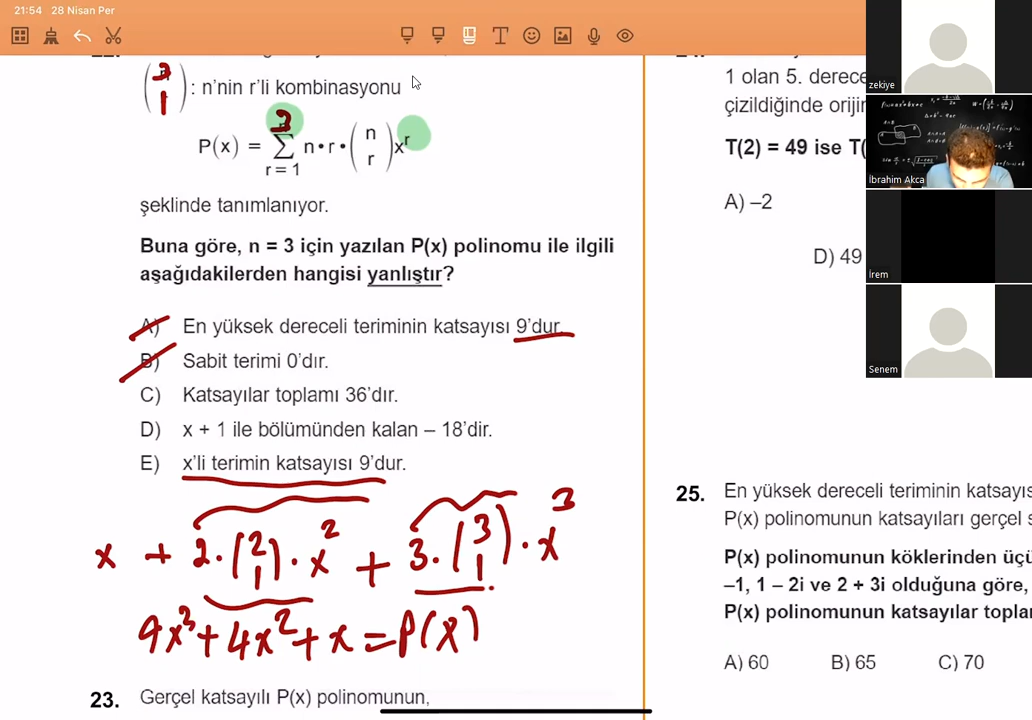 21:54 28 Nisan Per
3
1
: n'nin r'li kombinasyonu
P(x) = 3 ∑ r = 1 n • r • ( n r ) xʳ
şeklinde tanımlanıyor.
Buna göre, n = 3 için yazılan P(x) polinomu ile ilgili
aşağıdakilerden hangisi yanlıştır?
A) En yüksek dereceli teriminin katsayısı 9'dur.
B) Sabit terimi 0'dır.
C) Katsayılar toplamı 36'dır.
D) x + 1 ile bölümünden kalan – 18'dir.
E) x'li terimin katsayısı 9'dur.
x + 2 . (2 1) . x² + 3 . (3 1) . x³
9x³ + 4x² + x = P(x)
23. Gerçel katsayılı P(x) polinomunun,
1 olan 5. derece
çizildiğinde orijin
T(2) = 49 ise T(
A) –2
D) 49
25. En yüksek dereceli teriminin katsayıs
P(x) polinomunun katsayıları gerçel s
P(x) polinomunun köklerinden üçü
–1, 1 – 2i ve 2 + 3i olduğuna göre,
P(x) polinomunun katsayılar toplam
A) 60 B) 65 C) 70
zekiye
İbrahim Akca
İrem
Senem